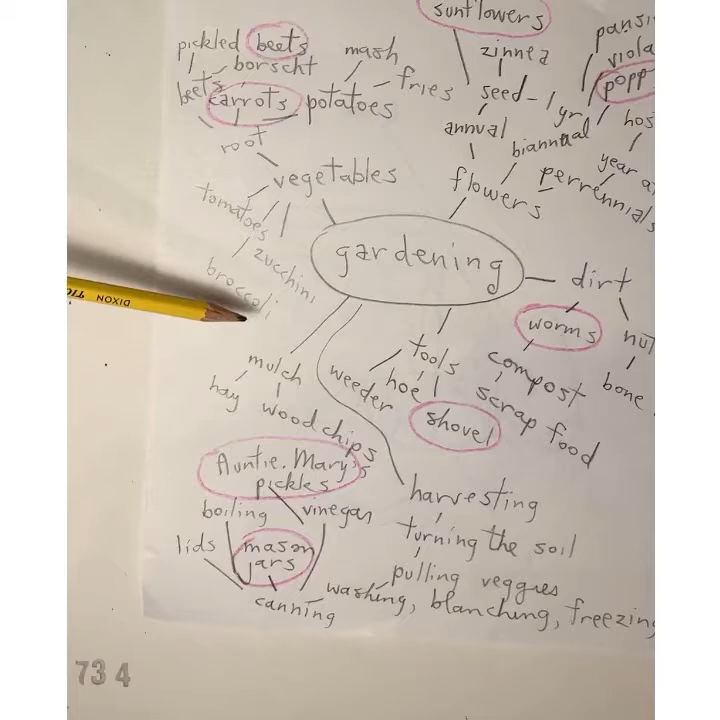 sunflowers
pansi
pickled beets
mash
zinnea
viola
borscht
fries
popp
beets
carrots
potatoes
seed - 1 yr
hos
root
annual
biannual
year a
vegetables
flowers
perrennials
tomatoes
gardening
zucchini
dirt
broccoli
DIXON TIC
worms
nut
mulch
tools
compost
bone
hay
weeder
hoe
wood chips
shovel
scrap food
Auntie. Mary's
pickles
harvesting
boiling
vinegar
turning the soil
lids
mason
jars
pulling veggies
canning
washing, blanching, freezing
73 4